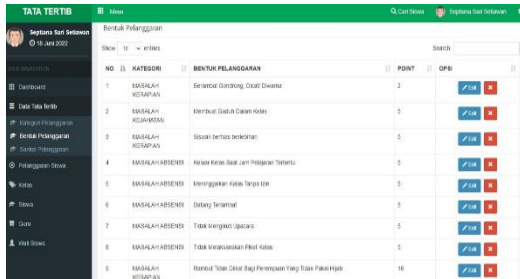 TATA TERTIB
Menu
Cari Siswa
Septiana Sari Setiawan
Septiana Sari Setiawan
18 Juni 2022
Bentuk Pelanggaran
Show 10 entries
Search
MAIN NAVIGATION
NO KATEGORI BENTUK PELANGGARAN POINT OPSI
Dashboard
1 MASALAH KERAPIAN Berambut Gondrong, Dicat/ Diwarna Edit
Data Tata Tertib
Kategori Pelanggaran
2 MASALAH KEJAHATAN Membuat Gaduh Dalam Kelas 5 Edit
Bentuk Pelanggaran
Sanksi Pelanggaran
3 MASALAH KERAPIAN Sisuan berhias berlebihan 5 Edit
Pelanggaran Siswa
4 MASALAH ABSENSI Keluar Kelas Saat Jam Pelajaran Tertentu 5 Edit
Kelas
5 MASALAH ABSENSI Meninggalkan Kelas Tanpa Izin 5 Edit
Siswa
6 MASALAH ABSENSI Datang Terlambat 5 Edit
Guru
7 MASALAH ABSENSI Tidak Mengikuti Upacara 5 Edit
Wali Siswa
8 MASALAH ABSENSI Tidak Melaksanakan Piket Kelas 5 Edit
9 MASALAH KERAPIAN Rambut Tidak Diikat Bagi Perempuan Yang Tidak Pakai Hijab 10 Edit